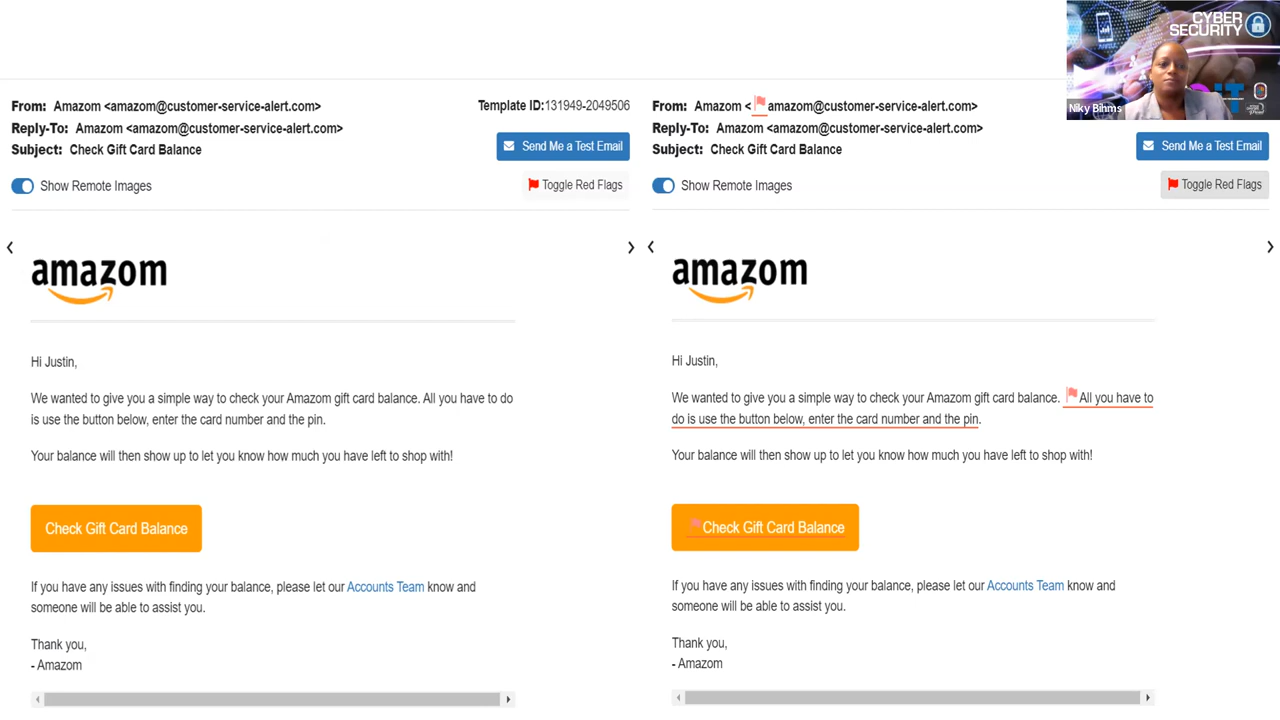 From: Amazom <amazom@customer-service-alert.com>
Template ID:131949-2049506
Reply-To: Amazom <amazom@customer-service-alert.com>
Subject: Check Gift Card Balance
Send Me a Test Email
Show Remote Images
Toggle Red Flags
amazom
Hi Justin,
We wanted to give you a simple way to check your Amazom gift card balance. All you have to do
is use the button below, enter the card number and the pin.
Your balance will then show up to let you know how much you have left to shop with!
Check Gift Card Balance
If you have any issues with finding your balance, please let our Accounts Team know and
someone will be able to assist you.
Thank you,
- Amazom
From: Amazom <amazom@customer-service-alert.com>
Reply-To: Amazom <amazom@customer-service-alert.com>
Subject: Check Gift Card Balance
Send Me a Test Email
Show Remote Images
Toggle Red Flags
amazom
Hi Justin,
We wanted to give you a simple way to check your Amazom gift card balance. All you have to
do is use the button below, enter the card number and the pin.
Your balance will then show up to let you know how much you have left to shop with!
Check Gift Card Balance
If you have any issues with finding your balance, please let our Accounts Team know and
someone will be able to assist you.
Thank you,
- Amazom
CYBER
SECURITY
Niky Bihms